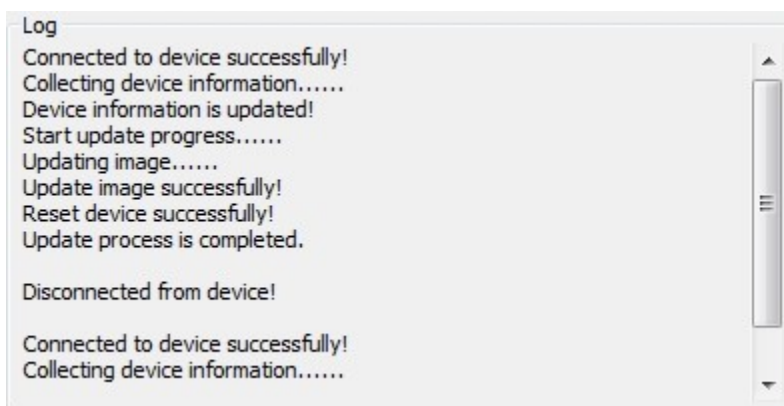 Log
Connected to device successfully!
Collecting device information......
Device information is updated!
Start update progress......
Updating image......
Update image successfully!
Reset device successfully!
Update process is completed.
Disconnected from device!
Connected to device successfully!
Collecting device information......